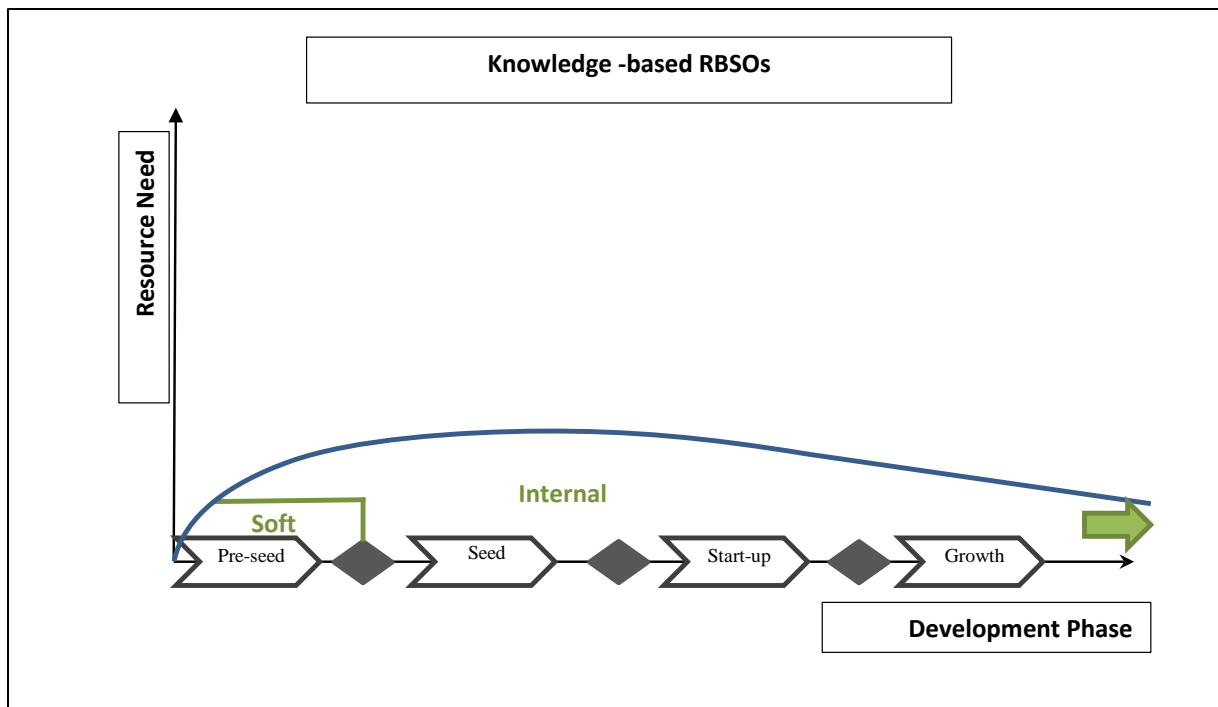 Knowledge -based RBSOs
Resource Need
Internal
Soft
Pre-seed
Seed
Start-up
Growth
Development Phase